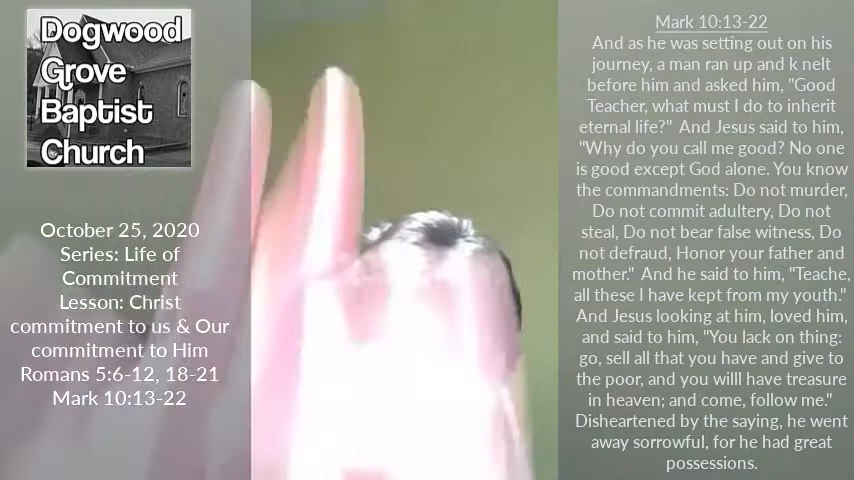 Dogwood
Grove
Baptist
Church
October 25, 2020
Series: Life of
Commitment
Lesson: Christ
commitment to us & Our
commitment to Him
Romans 5:6-12, 18-21
Mark 10:13-22
Mark 10:13-22
And as he was setting out on his
journey, a man ran up and k nelt
before him and asked him, "Good
Teacher, what must I do to inherit
eternal life?" And Jesus said to him,
"Why do you call me good? No one
is good except God alone. You know
the commandments: Do not murder,
Do not commit adultery, Do not
steal, Do not bear false witness, Do
not defraud, Honor your father and
mother." And he said to him, "Teache,
all these I have kept from my youth."
And Jesus looking at him, loved him,
and said to him, "You lack on thing:
go, sell all that you have and give to
the poor, and you willl have treasure
in heaven; and come, follow me."
Disheartened by the saying, he went
away sorrowful, for he had great
possessions.